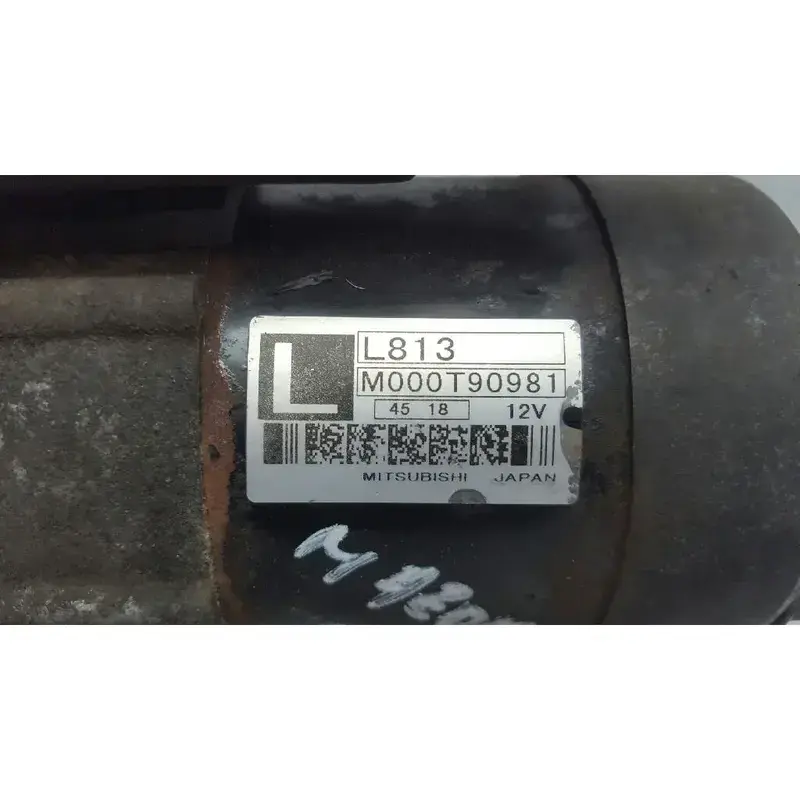 L
L813
M000T90981
45 18
12V
MITSUBISHI JAPAN